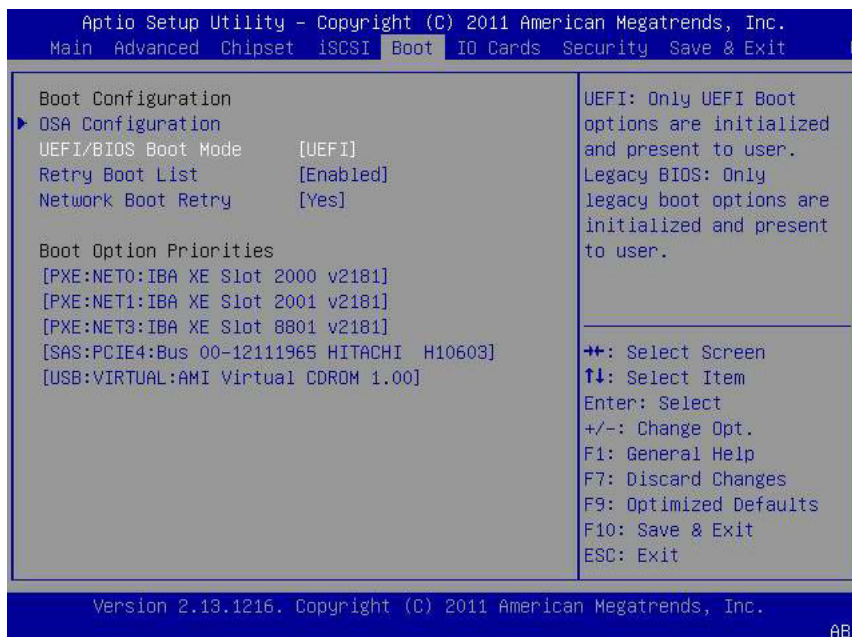 Aptio Setup Utility – Copyright (C) 2011 American Megatrends, Inc.
Main Advanced Chipset iSCSI Boot IO Cards Security Save & Exit
Boot Configuration
OSA Configuration
UEFI/BIOS Boot Mode [UEFI]
Retry Boot List [Enabled]
Network Boot Retry [Yes]
Boot Option Priorities
[PXE:NET0:IBA XE Slot 2000 v2181]
[PXE:NET1:IBA XE Slot 2001 v2181]
[PXE:NET3:IBA XE Slot 8801 v2181]
[SAS:PCIE4:Bus 00-12111965 HITACHI H10603]
[USB:VIRTUAL:AMI Virtual CDROM 1.00]
UEFI: Only UEFI Boot
options are initialized
and present to user.
Legacy BIOS: Only
legacy boot options are
initialized and present
to user.
→←: Select Screen
↑↓: Select Item
Enter: Select
+/-: Change Opt.
F1: General Help
F7: Discard Changes
F9: Optimized Defaults
F10: Save & Exit
ESC: Exit
Version 2.13.1216. Copyright (C) 2011 American Megatrends, Inc.
AB